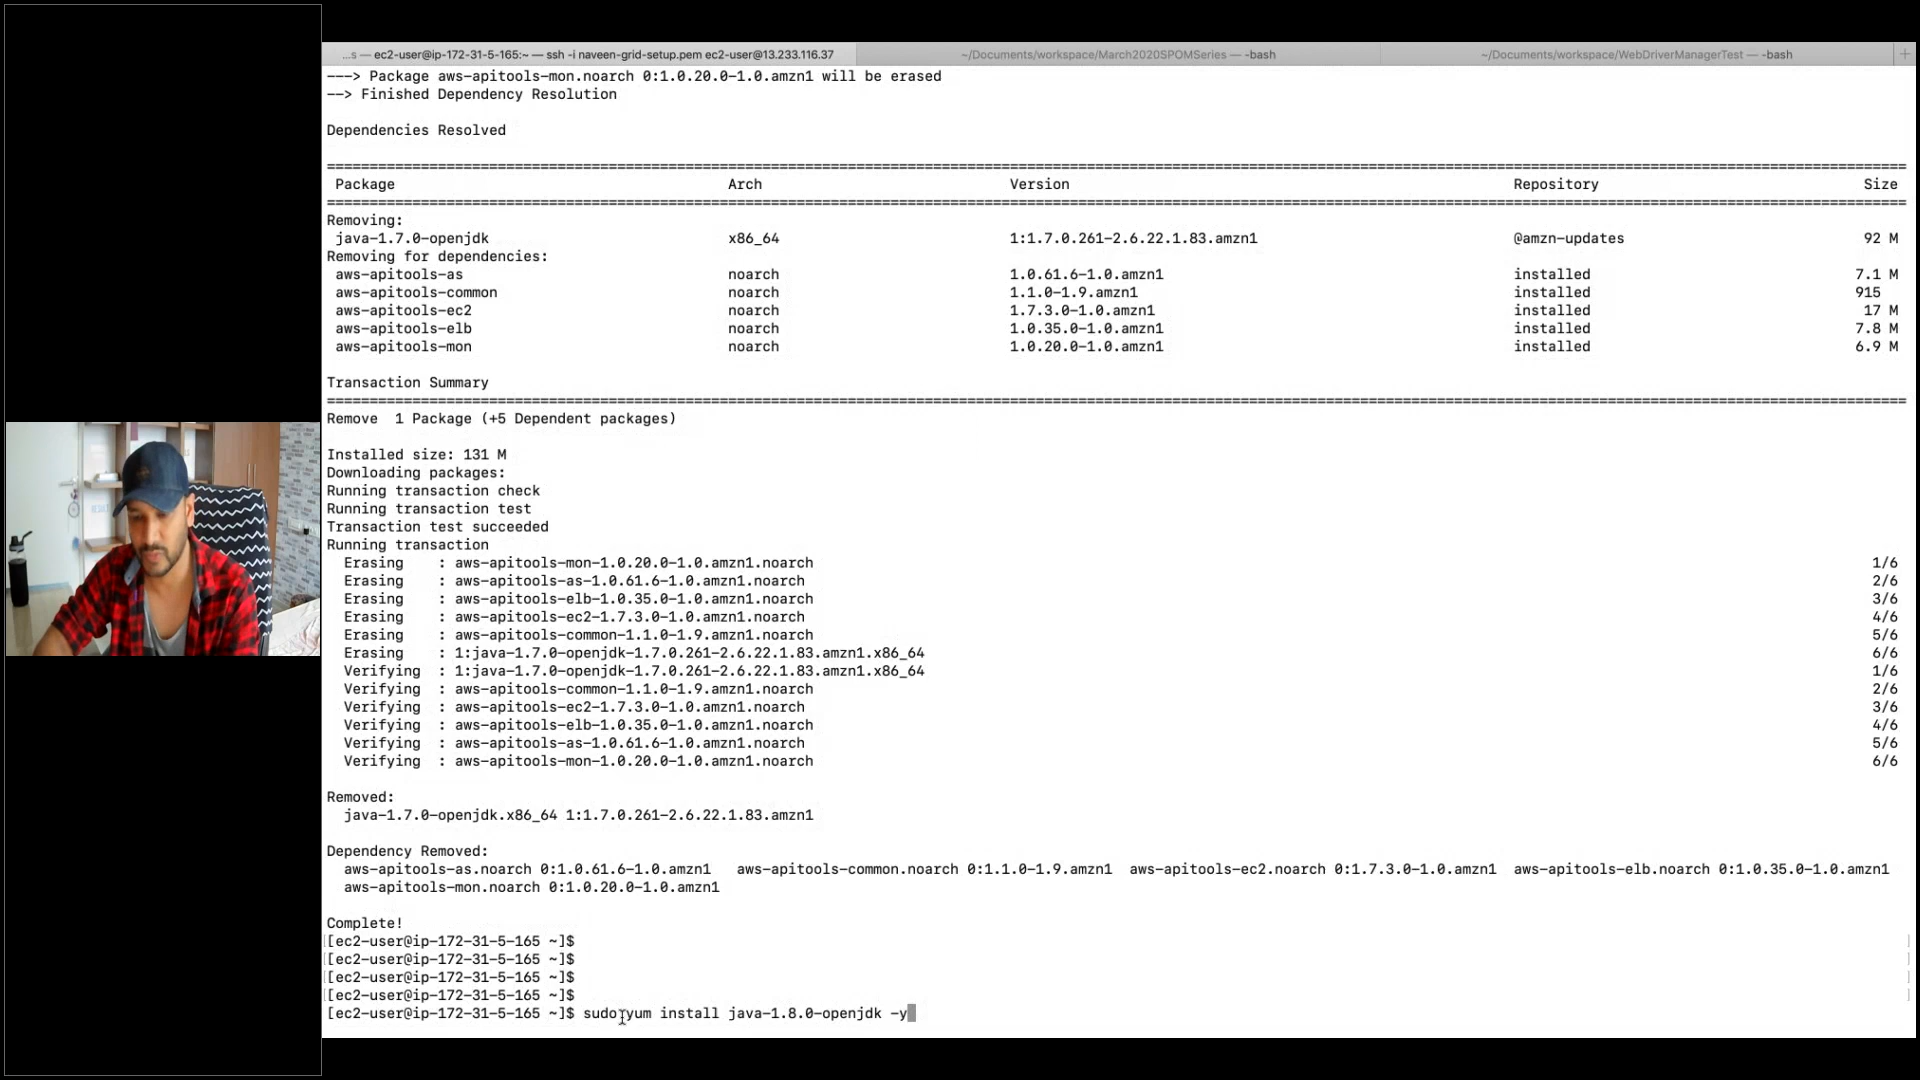 ...s — ec2-user@ip-172-31-5-165:~ — ssh -i naveen-grid-setup.pem ec2-user@13.233.116.37 ~/Documents/workspace/March2020SPOMSeries — -bash ~/Documents/workspace/WebDriverManagerTest — -bash +
---> Package aws-apitools-mon.noarch 0:1.0.20.0-1.0.amzn1 will be erased
--> Finished Dependency Resolution
Dependencies Resolved
================================================================================
Package Arch Version Repository Size
================================================================================
Removing:
java-1.7.0-openjdk x86_64 1:1.7.0.261-2.6.22.1.83.amzn1 @amzn-updates 92 M
Removing for dependencies:
aws-apitools-as noarch 1.0.61.6-1.0.amzn1 installed 7.1 M
aws-apitools-common noarch 1.1.0-1.9.amzn1 installed 915
aws-apitools-ec2 noarch 1.7.3.0-1.0.amzn1 installed 17 M
aws-apitools-elb noarch 1.0.35.0-1.0.amzn1 installed 7.8 M
aws-apitools-mon noarch 1.0.20.0-1.0.amzn1 installed 6.9 M
Transaction Summary
================================================================================
Remove 1 Package (+5 Dependent packages)
Installed size: 131 M
Downloading packages:
Running transaction check
Running transaction test
Transaction test succeeded
Running transaction
Erasing : aws-apitools-mon-1.0.20.0-1.0.amzn1.noarch 1/6
Erasing : aws-apitools-as-1.0.61.6-1.0.amzn1.noarch 2/6
Erasing : aws-apitools-elb-1.0.35.0-1.0.amzn1.noarch 3/6
Erasing : aws-apitools-ec2-1.7.3.0-1.0.amzn1.noarch 4/6
Erasing : aws-apitools-common-1.1.0-1.9.amzn1.noarch 5/6
Erasing : 1:java-1.7.0-openjdk-1.7.0.261-2.6.22.1.83.amzn1.x86_64 6/6
Verifying : 1:java-1.7.0-openjdk-1.7.0.261-2.6.22.1.83.amzn1.x86_64 1/6
Verifying : aws-apitools-common-1.1.0-1.9.amzn1.noarch 2/6
Verifying : aws-apitools-ec2-1.7.3.0-1.0.amzn1.noarch 3/6
Verifying : aws-apitools-elb-1.0.35.0-1.0.amzn1.noarch 4/6
Verifying : aws-apitools-as-1.0.61.6-1.0.amzn1.noarch 5/6
Verifying : aws-apitools-mon-1.0.20.0-1.0.amzn1.noarch 6/6
Removed:
java-1.7.0-openjdk.x86_64 1:1.7.0.261-2.6.22.1.83.amzn1
Dependency Removed:
aws-apitools-as.noarch 0:1.0.61.6-1.0.amzn1 aws-apitools-common.noarch 0:1.1.0-1.9.amzn1 aws-apitools-ec2.noarch 0:1.7.3.0-1.0.amzn1 aws-apitools-elb.noarch 0:1.0.35.0-1.0.amzn1
aws-apitools-mon.noarch 0:1.0.20.0-1.0.amzn1
Complete!
[ec2-user@ip-172-31-5-165 ~]$
[ec2-user@ip-172-31-5-165 ~]$
[ec2-user@ip-172-31-5-165 ~]$
[ec2-user@ip-172-31-5-165 ~]$
[ec2-user@ip-172-31-5-165 ~]$ sudo yum install java-1.8.0-openjdk -y